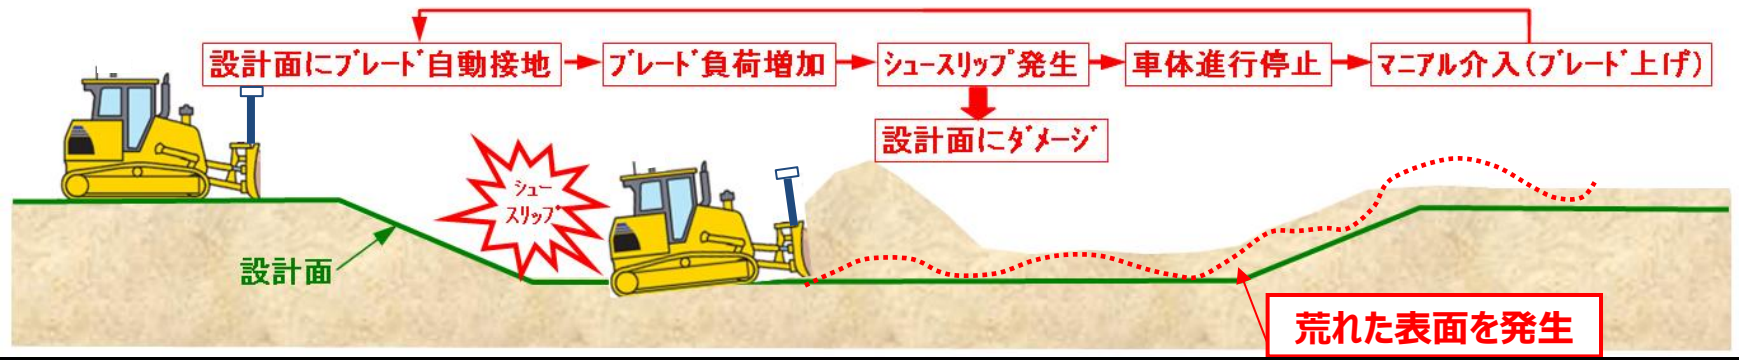 設計面にﾌﾞﾚｰﾄﾞ自動接地
ﾌﾞﾚｰﾄﾞ負荷増加
ｼｭｰｽﾘｯﾌﾟ発生
車体進行停止
ﾏﾆｱﾙ介入(ﾌﾞﾚｰﾄﾞ上げ)
設計面にﾀﾞﾒｰｼﾞ
ｼｭｰ
ｽﾘｯﾌﾟ
設計面
荒れた表面を発生